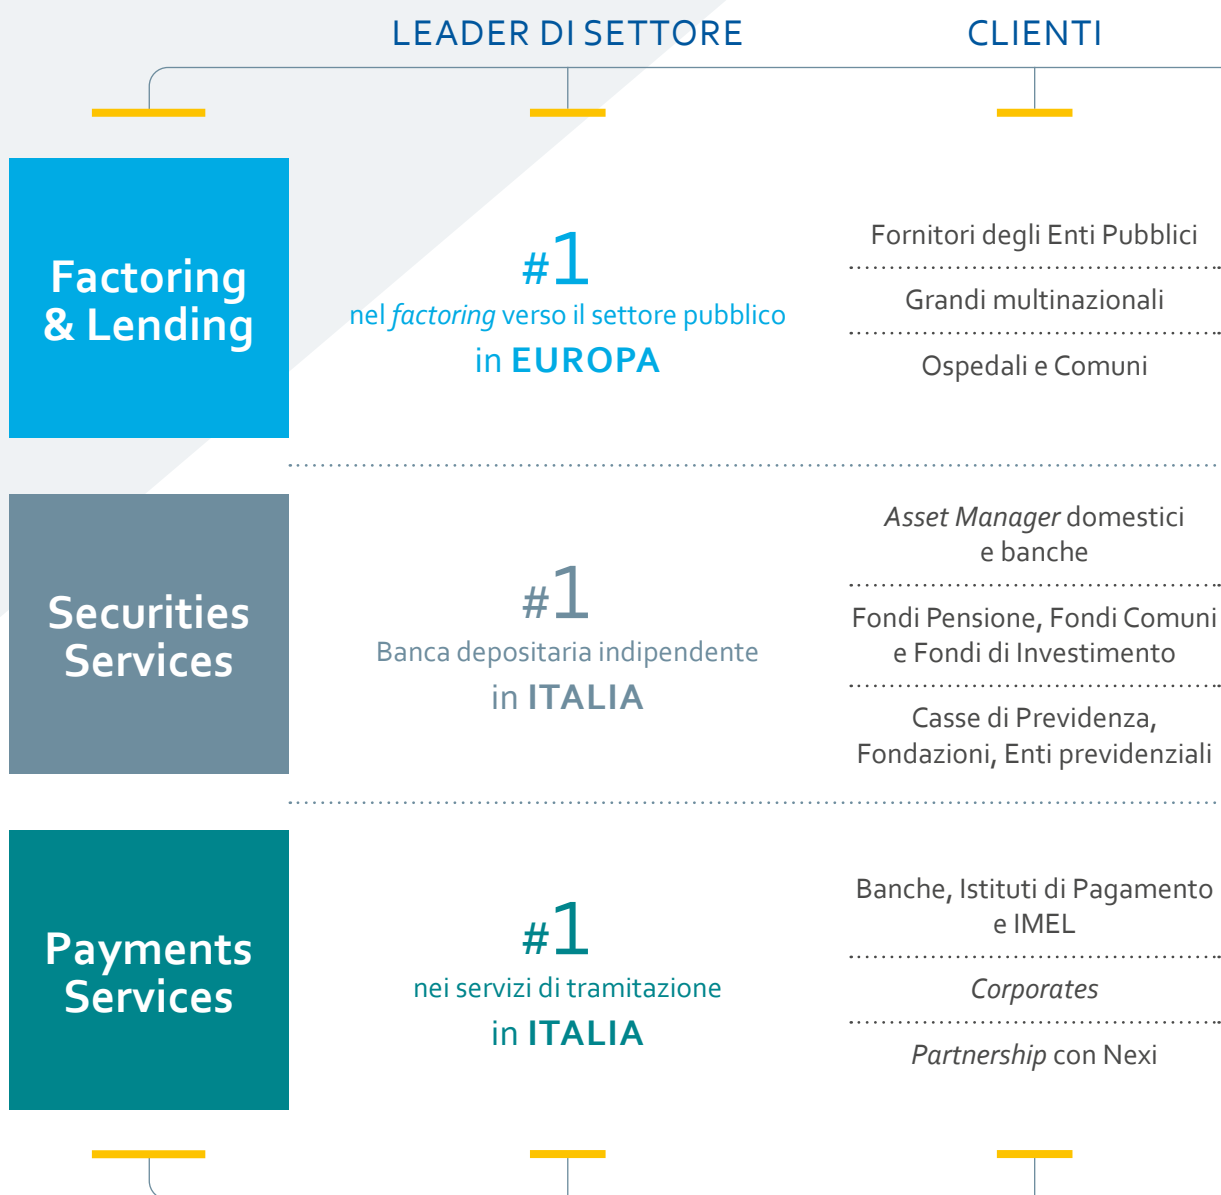 LEADER DI SETTORE
CLIENTI
Factoring
& Lending
#1
nel factoring verso il settore pubblico
in EUROPA
Fornitori degli Enti Pubblici
Grandi multinazionali
Ospedali e Comuni
Securities
Services
#1
Banca depositaria indipendente
in ITALIA
Asset Manager domestici
e banche
Fondi Pensione, Fondi Comuni
e Fondi di Investimento
Casse di Previdenza,
Fondazioni, Enti previdenziali
Payments
Services
#1
nei servizi di tramitazione
in ITALIA
Banche, Istituti di Pagamento
e IMEL
Corporates
Partnership con Nexi